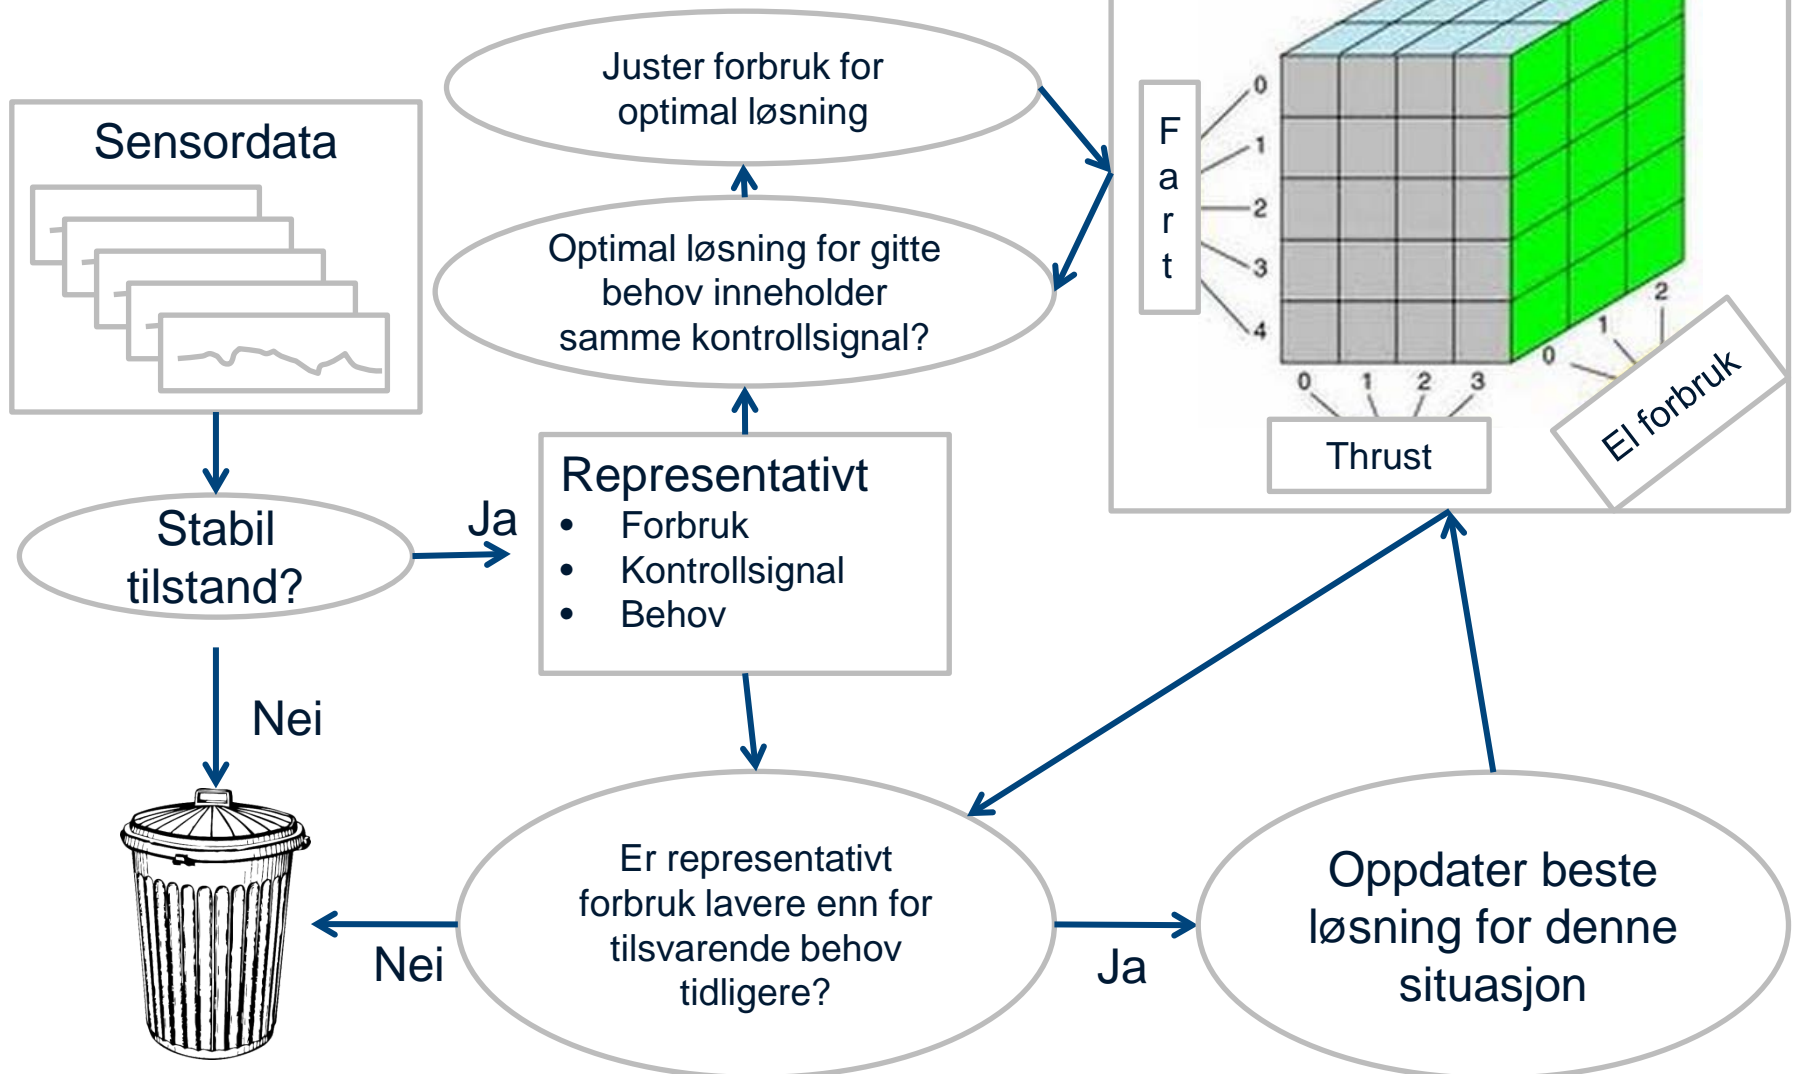 Sensordata
Stabil
tilstand?
Ja
Nei
Juster forbruk for
optimal løsning
Optimal løsning for gitte
behov inneholder
samme kontrollsignal?
Representativt
• Forbruk
• Kontrollsignal
• Behov
F
a
r
t
0
1
2
3
4
0 1 2 3
Thrust
0
1
2
El forbruk
Er representativt
forbruk lavere enn for
tilsvarende behov
tidligere?
Nei
Ja
Oppdater beste
løsning for denne
situasjon